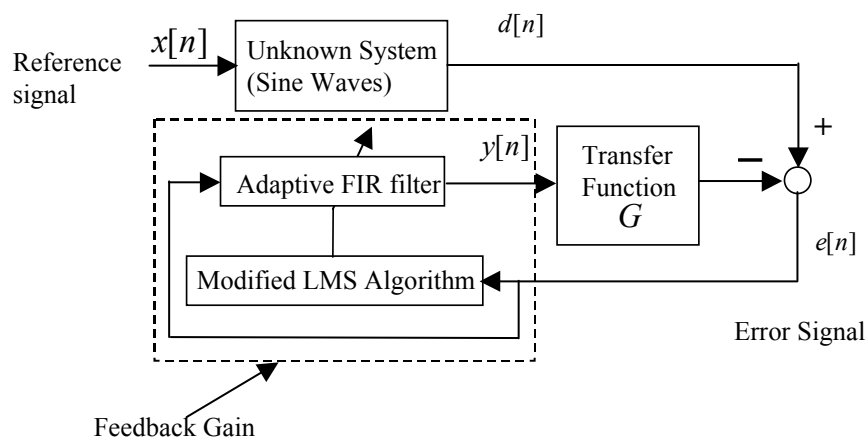 d[n]
x[n]
Unknown System
(Sine Waves)
Reference
signal
+
y[n]
Transfer
Function
G
−
Adaptive FIR filter
e[n]
Modified LMS Algorithm
Error Signal
Feedback Gain